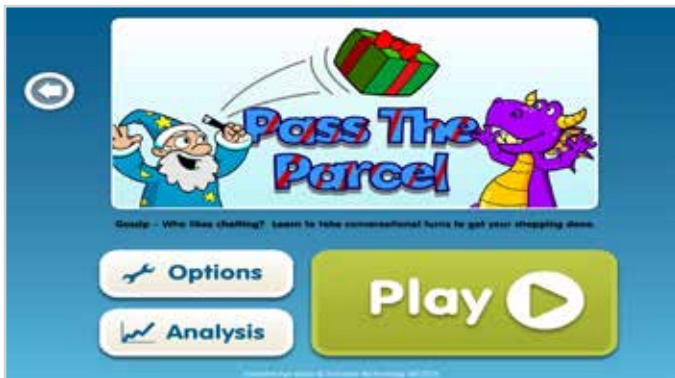 Pass The
Parcel
Gossip - Who likes chatting? Learn to take conversational turns to get your shopping done.
Options
Play
Analysis